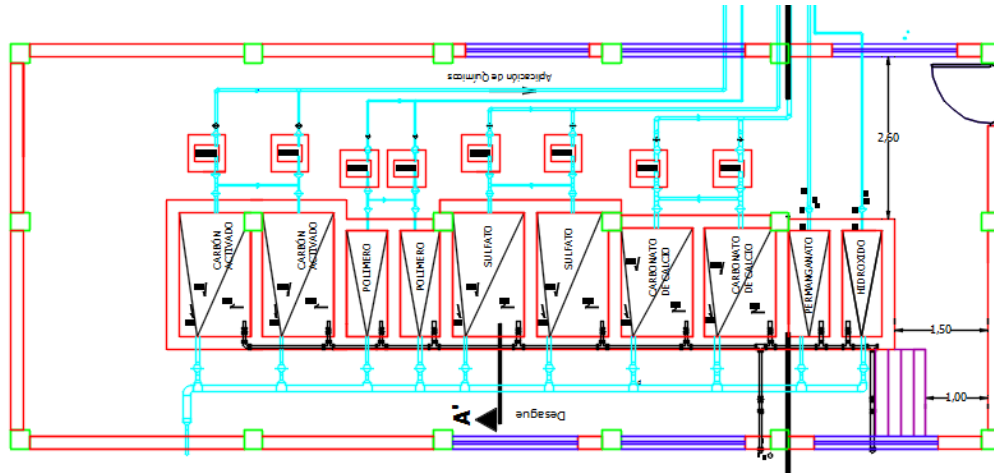 Aplicación de Químicos
2,60
CARBÓN
ACTIVADO
CARBÓN
ACTIVADO
POLIMERO
POLIMERO
SULFATO
SULFATO
CARBONATO
DE CALCIO
CARBONATO
DE CALCIO
PERMANGANATO
HIDROXIDO
1,50
1,00
A'
Desague